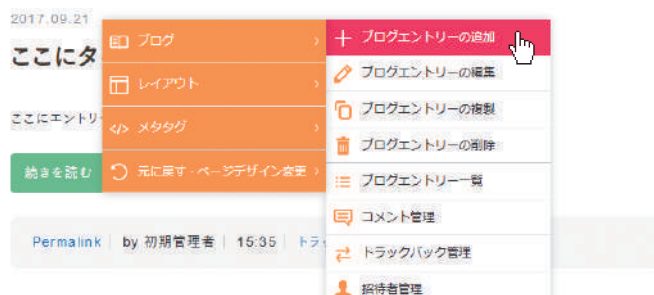 2017.09.21
ここにタ
ここにエントリ
続きを読む
Permalink by 初期管理者 15:35 トラ
ブログ
レイアウト
メタタグ
元に戻す・ページデザイン変更
ブログエントリーの追加
ブログエントリーの編集
ブログエントリーの複製
ブログエントリーの削除
ブログエントリー一覧
コメント管理
トラックバック管理
招待者管理